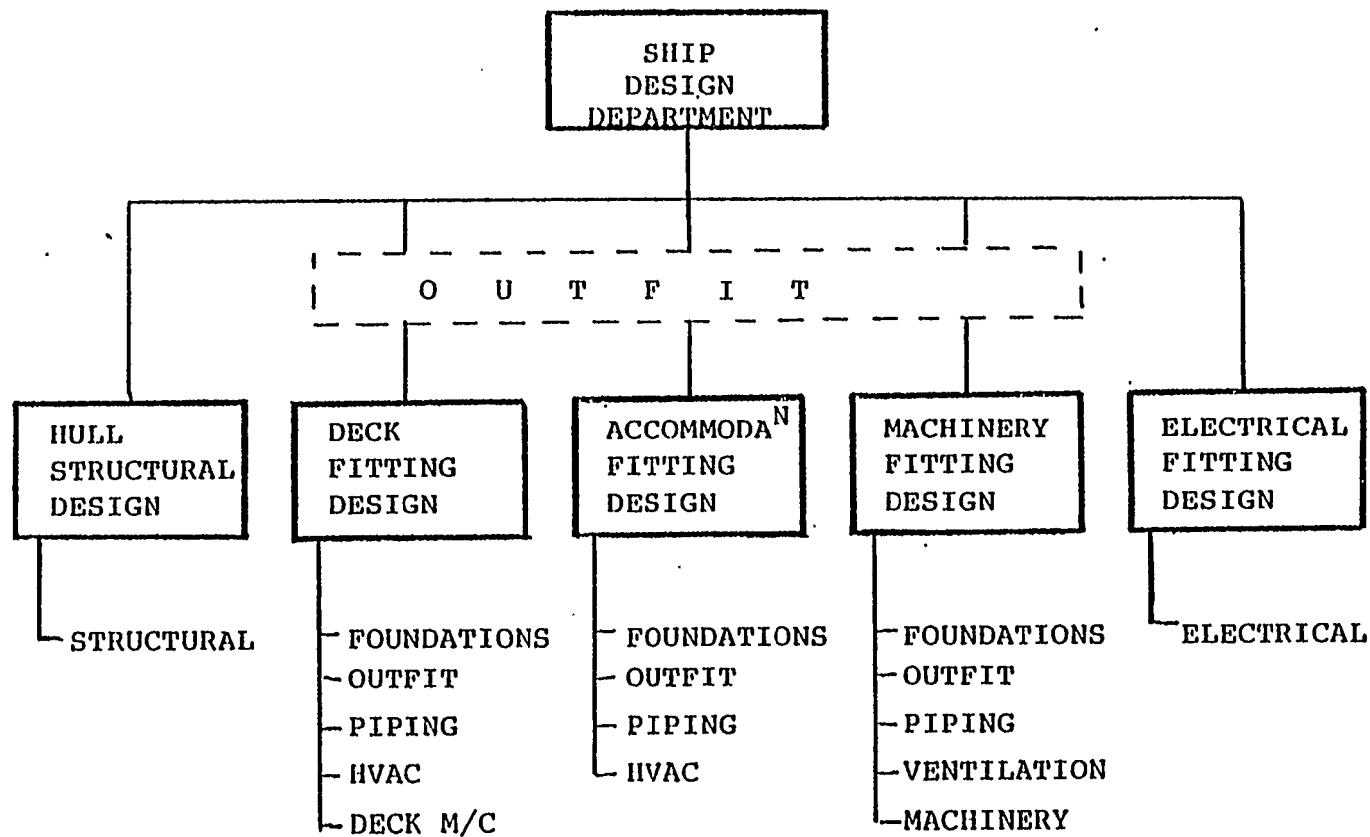 SHIP
DESIGN
DEPARTMENT
O U T F I T
HULL
STRUCTURAL
DESIGN
DECK
FITTING
DESIGN
ACCOMMODAᴺ
FITTING
DESIGN
MACHINERY
FITTING
DESIGN
ELECTRICAL
FITTING
DESIGN
STRUCTURAL
FOUNDATIONS
OUTFIT
PIPING
HVAC
DECK M/C
FOUNDATIONS
OUTFIT
PIPING
HVAC
FOUNDATIONS
OUTFIT
PIPING
VENTILATION
MACHINERY
ELECTRICAL